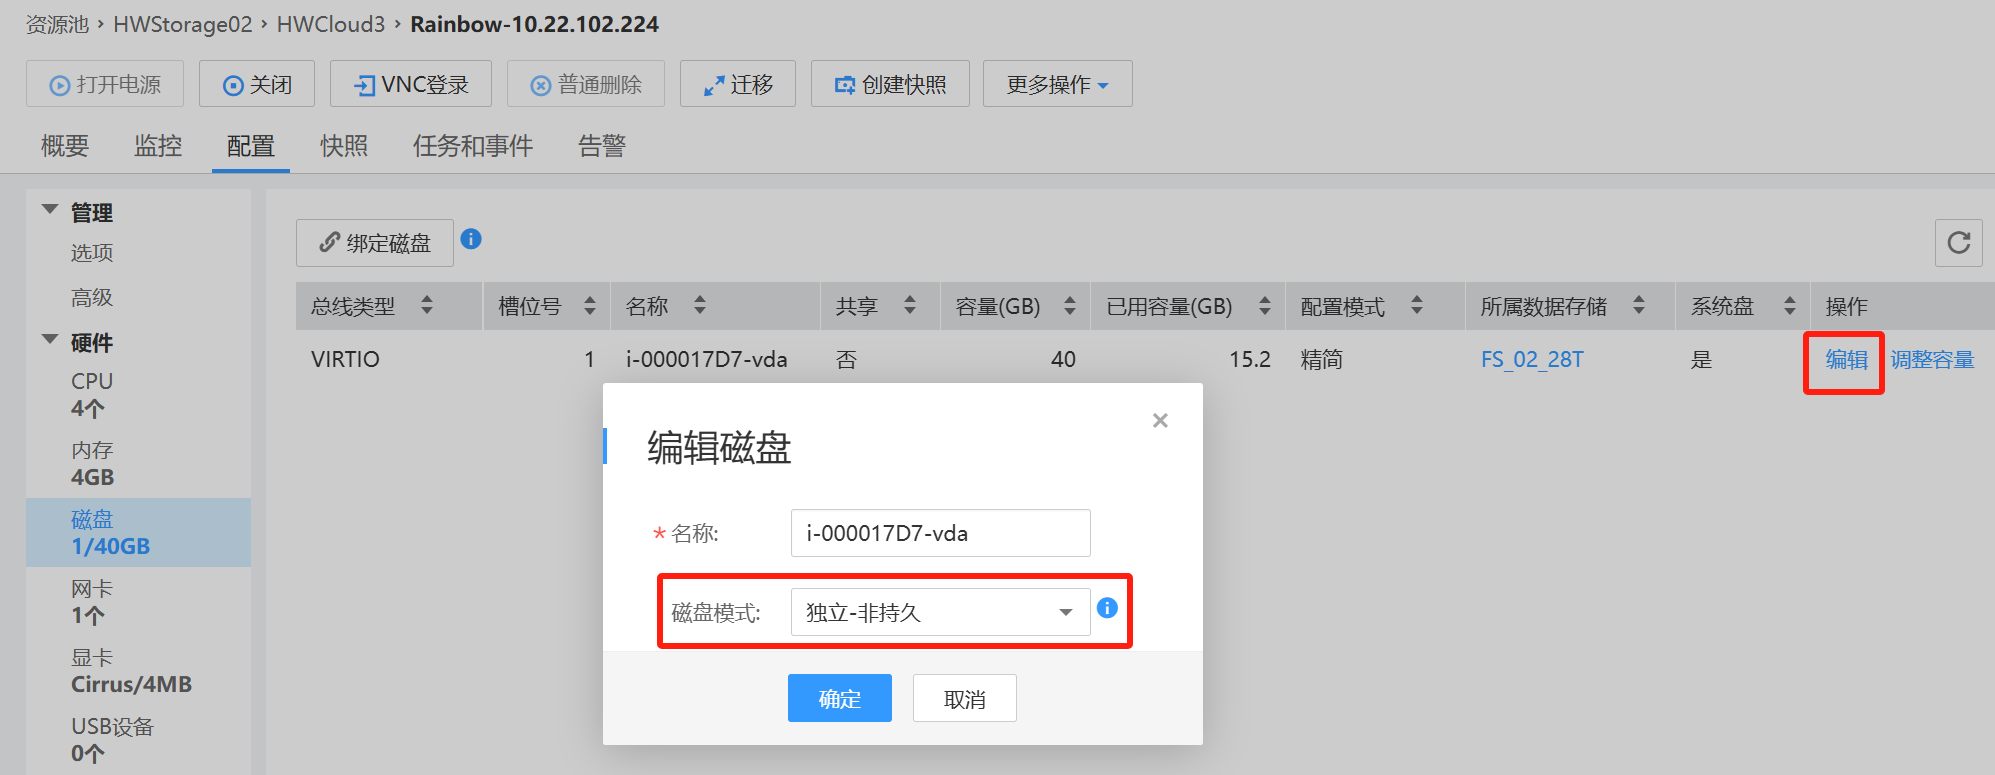 资源池 › HWStorage02 › HWCloud3 › Rainbow-10.22.102.224
打开电源 关闭 VNC登录 普通删除 迁移 创建快照 更多操作
概要 监控 配置 快照 任务和事件 告警
管理
选项
高级
硬件
CPU
4个
内存
4GB
磁盘
1/40GB
网卡
1个
显卡
Cirrus/4MB
USB设备
0个
绑定磁盘
总线类型 槽位号 名称 共享 容量(GB) 已用容量(GB) 配置模式 所属数据存储 系统盘 操作
VIRTIO 1 i-000017D7-vda 否 40 15.2 精简 FS_02_28T 是 编辑 调整容量
编辑磁盘
* 名称: i-000017D7-vda
磁盘模式: 独立-非持久
确定 取消